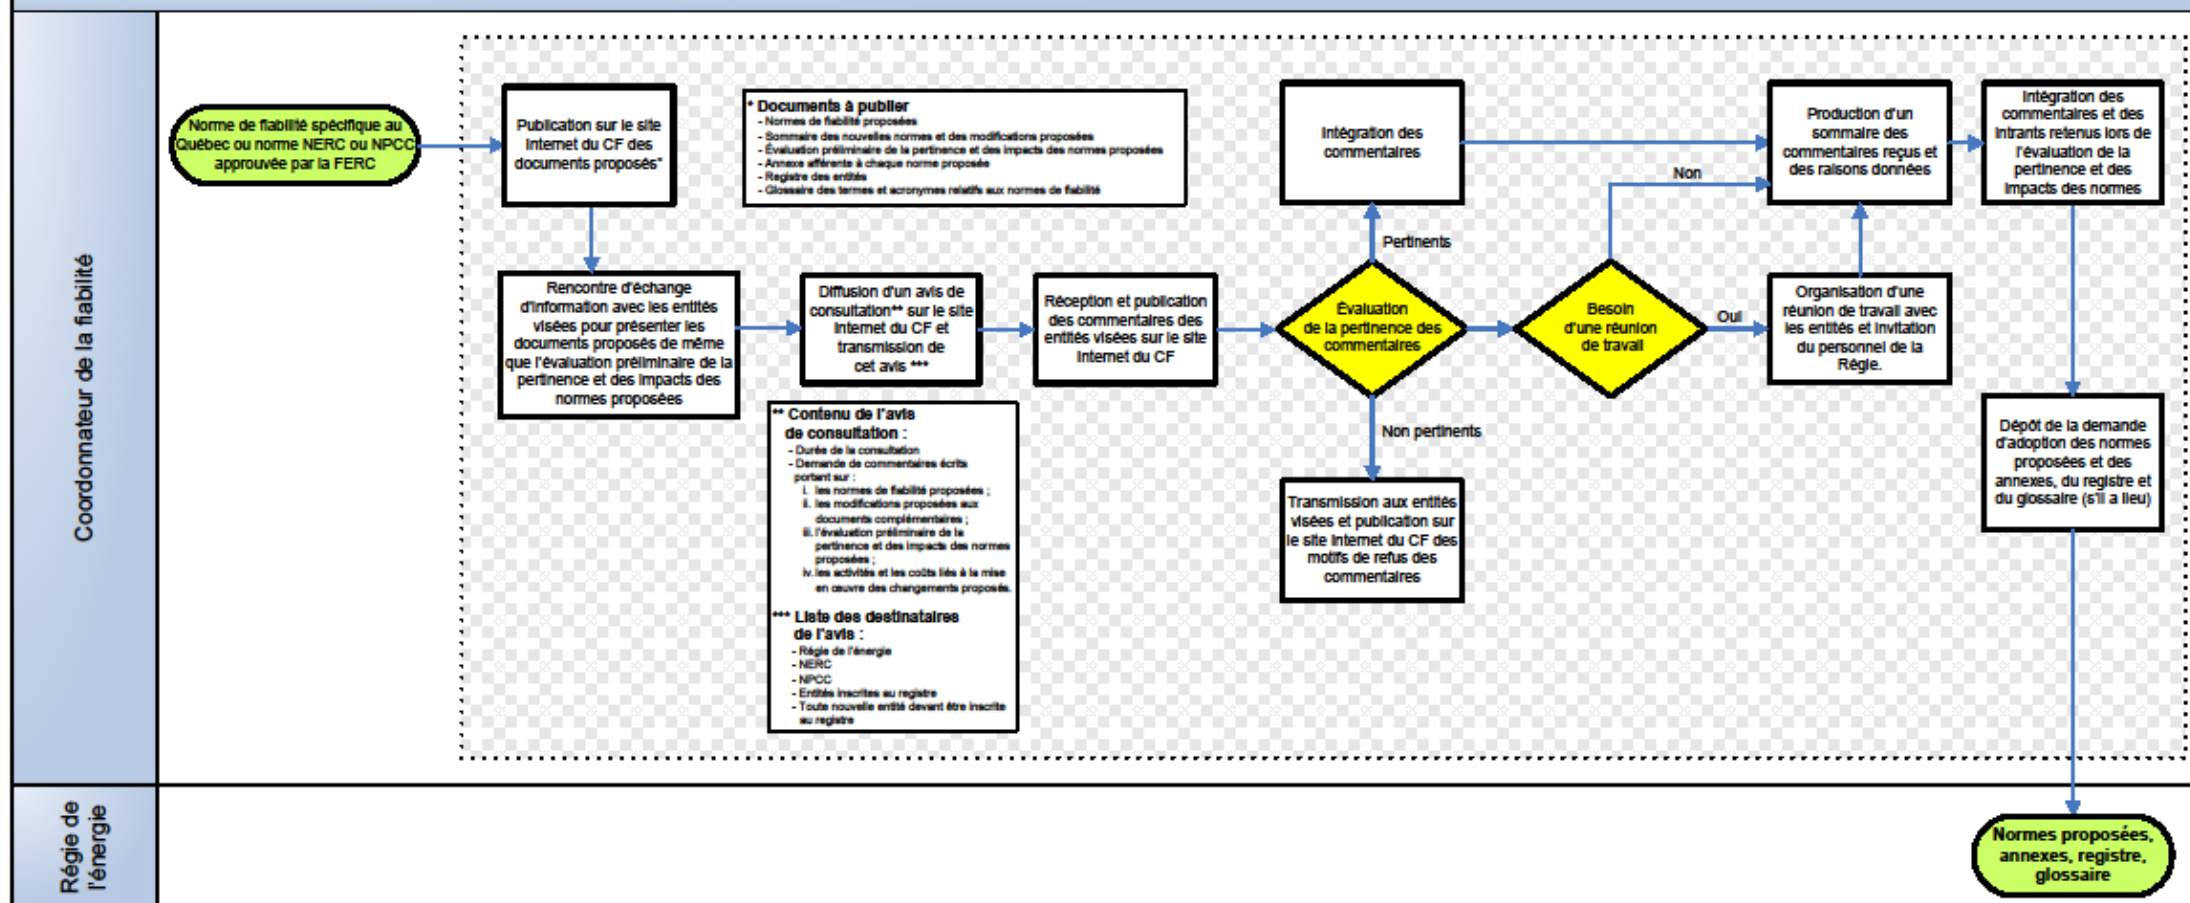 Coordonnateur de la fiabilité
Norme de fiabilité spécifique au
Québec ou norme NERC ou NPCC
approuvée par la FERC
Publication sur le site
Internet du CF des
documents proposés*
* Documents à publier
- Normes de fiabilité proposées
- Sommaire des nouvelles normes et des modifications proposées
- Évaluation préliminaire de la pertinence et des impacts des normes proposées
- Annexe afférente à chaque norme proposée
- Registre des entités
- Glossaire des termes et acronymes relatifs aux normes de fiabilité
Intégration des
commentaires
Production d'un
sommaire des
commentaires reçus et
des raisons données
Intégration des
commentaires et des
intrants retenus lors de
l'évaluation de la
pertinence et des
impacts des normes
Non
Pertinents
Rencontre d'échange
d'information avec les entités
visées pour présenter les
documents proposés de même
que l'évaluation préliminaire de la
pertinence et des impacts des
normes proposées
Diffusion d'un avis de
consultation** sur le site
Internet du CF et
transmission de
cet avis ***
Réception et publication
des commentaires des
entités visées sur le site
Internet du CF
Évaluation
de la pertinence des
commentaires
Besoin
d'une réunion
de travail
Oui
Organisation d'une
réunion de travail avec
les entités et invitation
du personnel de la
Régie.
Non pertinents
** Contenu de l'avis
de consultation :
- Durée de la consultation
- Demande de commentaires écrits
portant sur :
i. les normes de fiabilité proposées ;
ii. les modifications proposées aux
documents complémentaires ;
iii. l'évaluation préliminaire de la
pertinence et des impacts des normes
proposées ;
iv. les activités et les coûts liés à la mise
en œuvre des changements proposés.
*** Liste des destinataires
de l'avis :
- Régie de l'énergie
- NERC
- NPCC
- Entités inscrites au registre
- Toute nouvelle entité devant être inscrite
au registre
Transmission aux entités
visées et publication sur
le site Internet du CF des
motifs de refus des
commentaires
Dépôt de la demande
d'adoption des normes
proposées et des
annexes, du registre et
du glossaire (s'il a lieu)
Régie de
l'énergie
Normes proposées,
annexes, registre,
glossaire